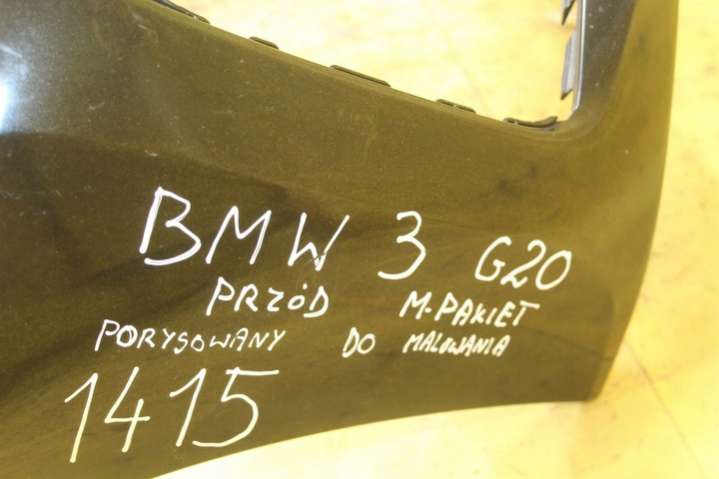 BMW 3 G20
PRZÓD M-PAKIET
PORYSOWANY DO MALOWANIA
1415